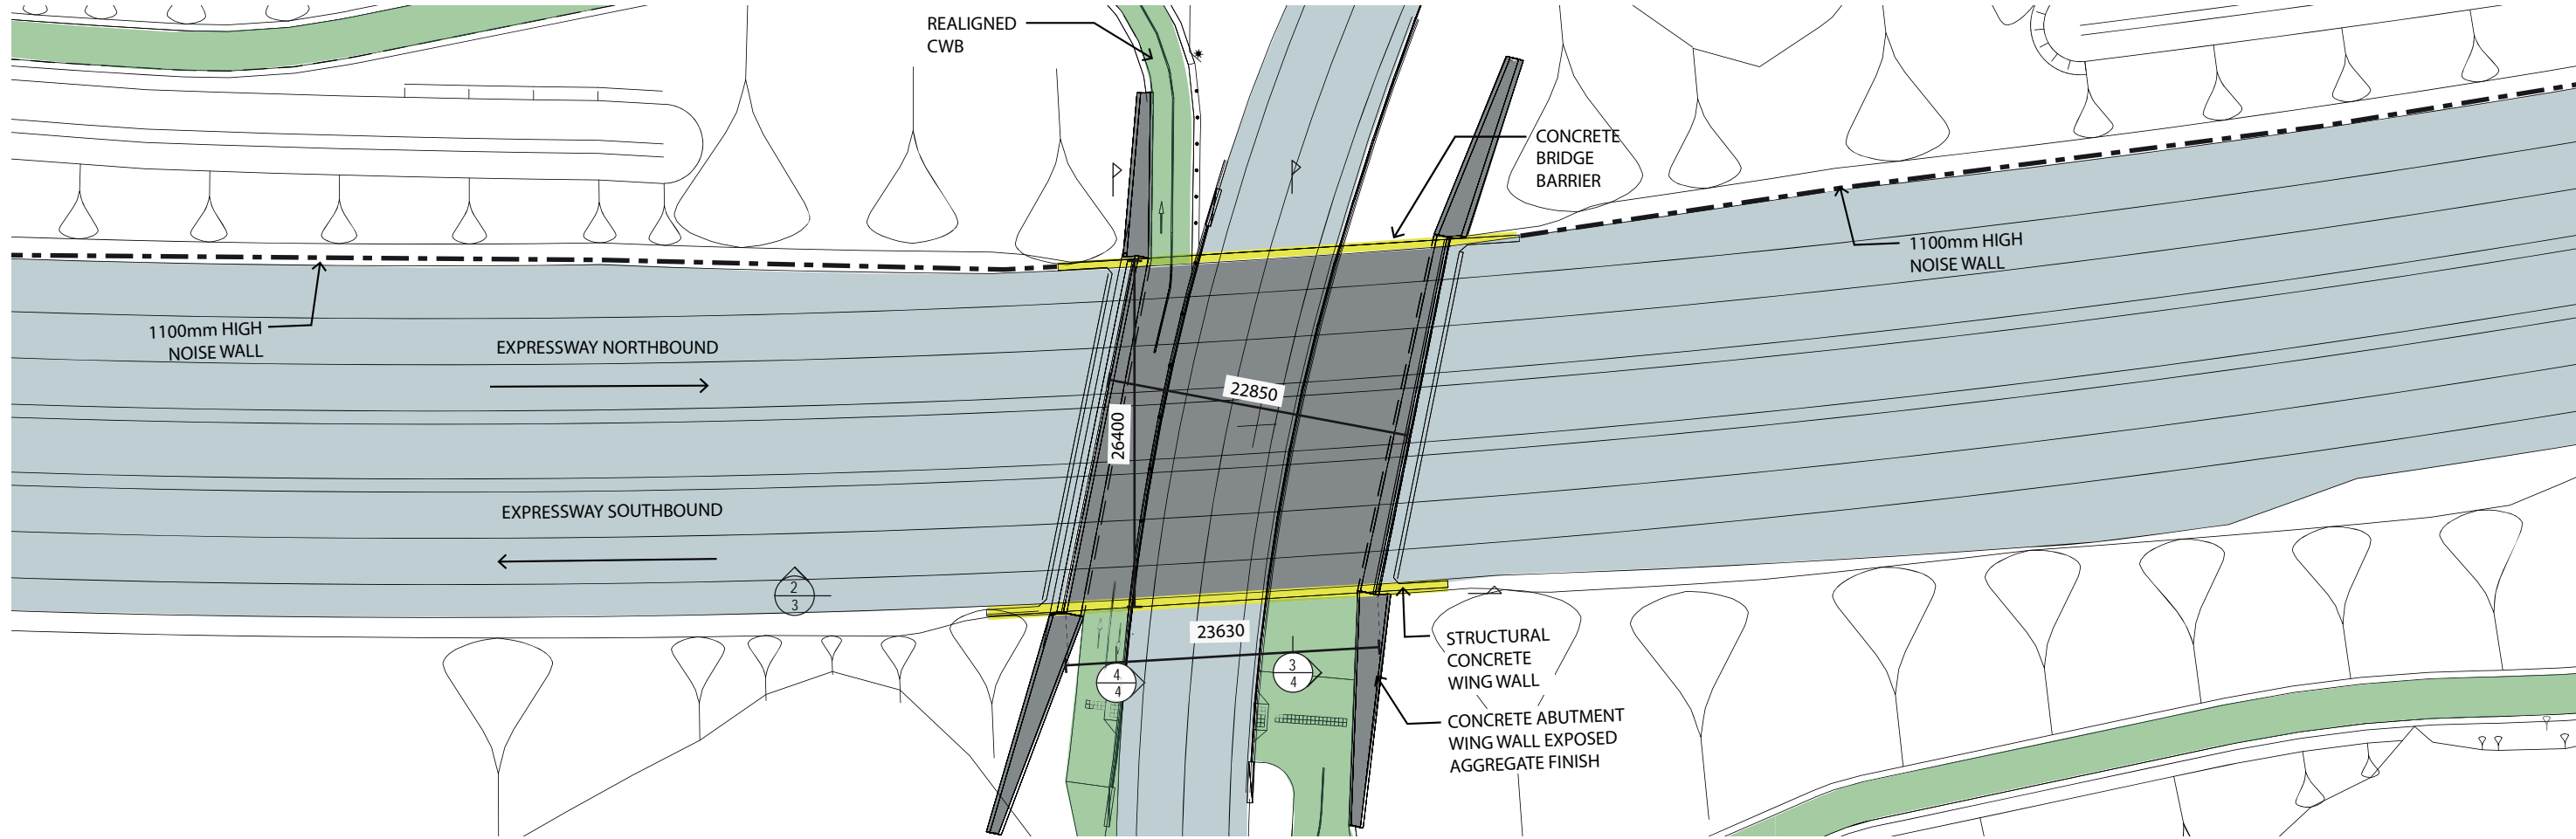 REALIGNED
CWB
CONCRETE
BRIDGE
BARRIER
1100mm HIGH
NOISE WALL
1100mm HIGH
NOISE WALL
EXPRESSWAY NORTHBOUND
22850
26400
EXPRESSWAY SOUTHBOUND
2
3
23630
4
4
3
4
STRUCTURAL
CONCRETE
WING WALL
CONCRETE ABUTMENT
WING WALL EXPOSED
AGGREGATE FINISH